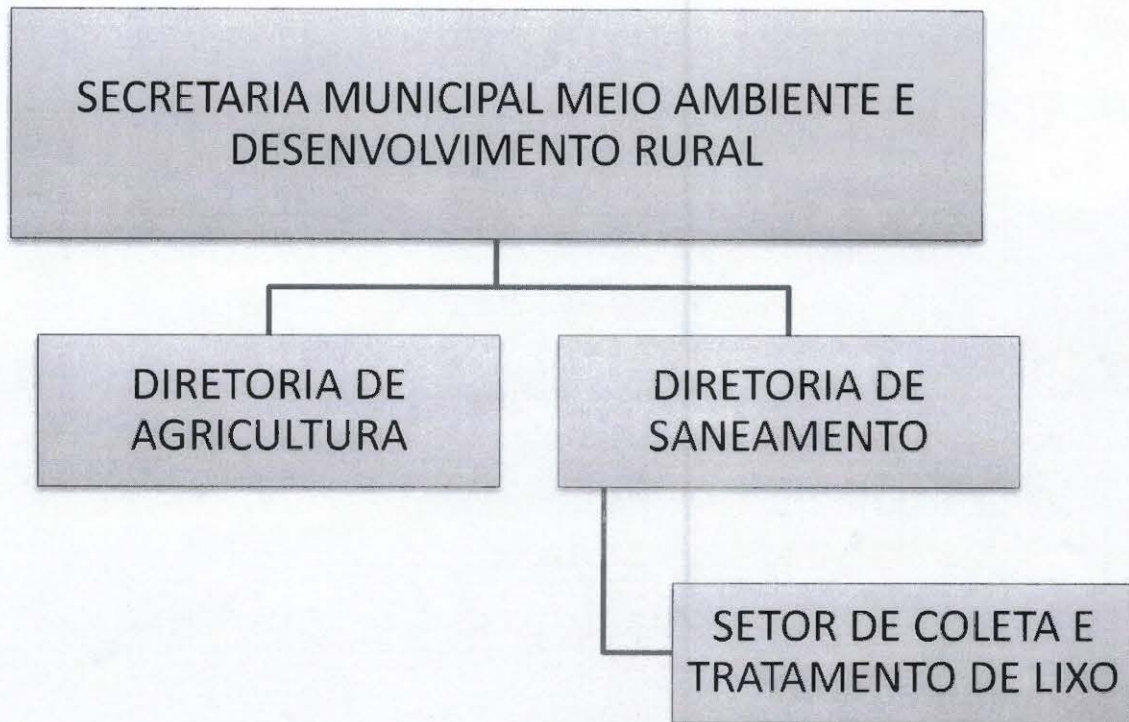 SECRETARIA MUNICIPAL MEIO AMBIENTE E
DESENVOLVIMENTO RURAL
DIRETORIA DE
AGRICULTURA
DIRETORIA DE
SANEAMENTO
SETOR DE COLETA E
TRATAMENTO DE LIXO